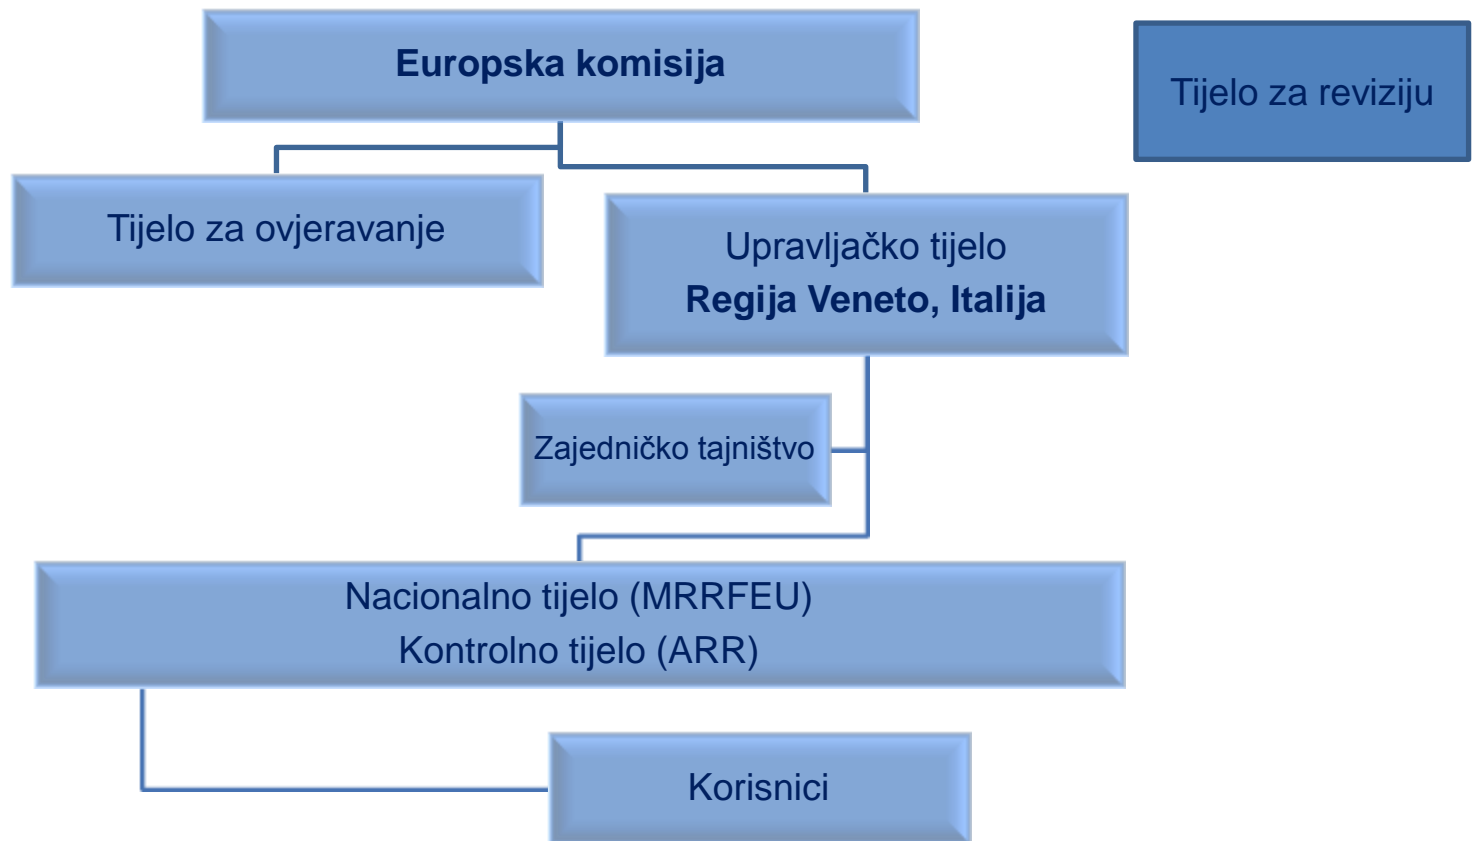 Europska komisija
Tijelo za reviziju
Tijelo za ovjeravanje
Upravljačko tijelo
Regija Veneto, Italija
Zajedničko tajništvo
Nacionalno tijelo (MRRFEU)
Kontrolno tijelo (ARR)
Korisnici